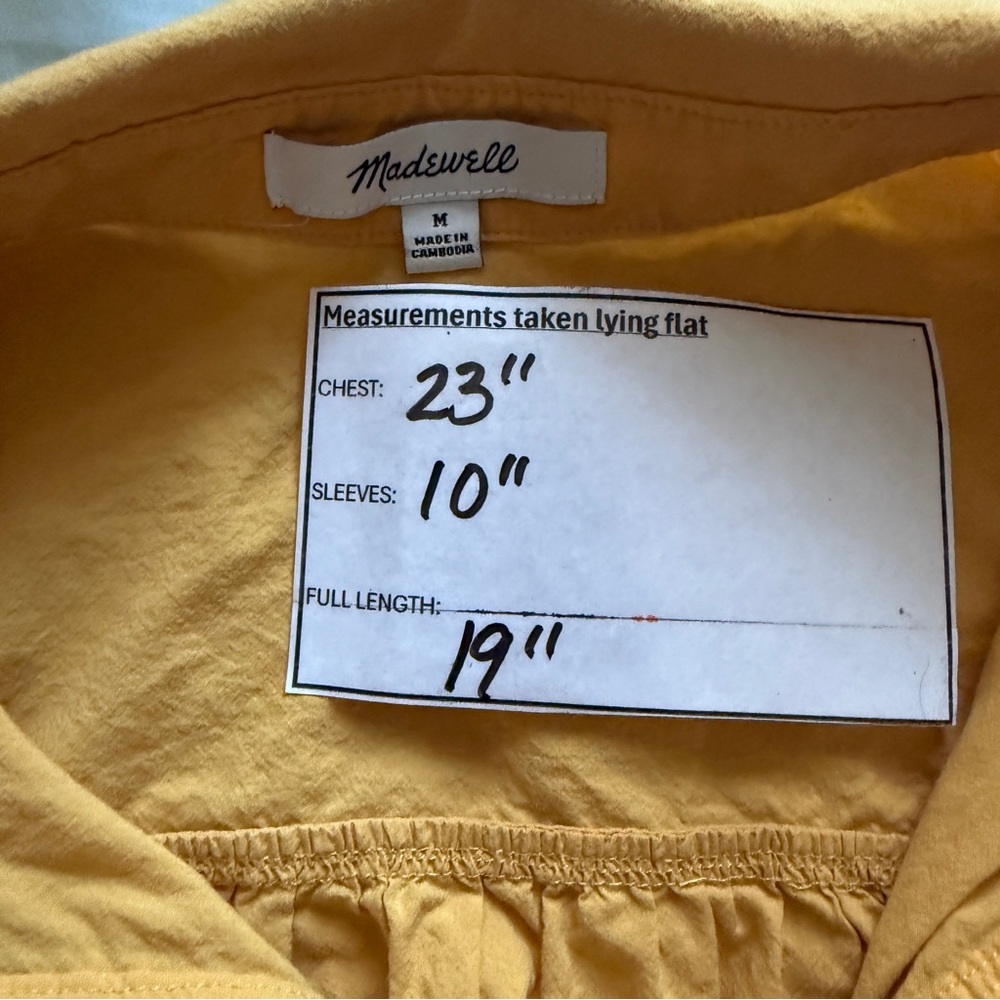 Madewell
M
MADE IN
CAMBODIA
Measurements taken lying flat
CHEST: 23"
SLEEVES: 10"
FULL LENGTH:
19"